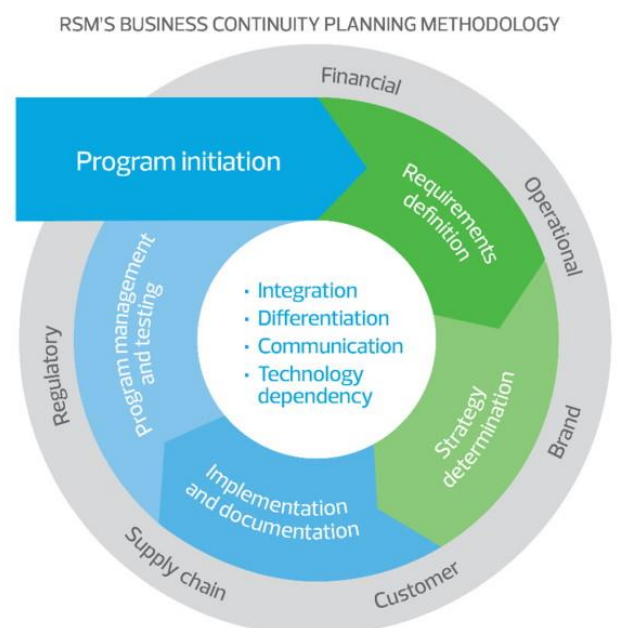 RSM'S BUSINESS CONTINUITY PLANNING METHODOLOGY
Financial
Operational
Brand
Customer
Supply chain
Regulatory
Program initiation
Requirements
definition
Strategy
determination
Implementation
and documentation
Program management
and testing
· Integration
· Differentiation
· Communication
· Technology
dependency